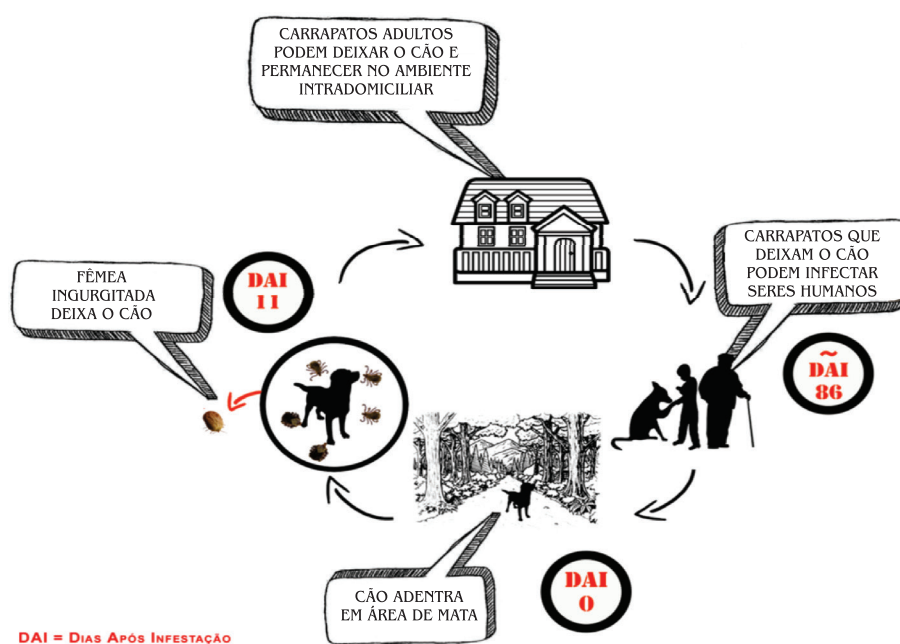 CARRAPATOS ADULTOS
PODEM DEIXAR O CÃO E
PERMANECER NO AMBIENTE
INTRADOMICILIAR
CARRAPATOS QUE
DEIXAM O CÃO
PODEM INFECTAR
SERES HUMANOS
FÊMEA
INGURGITADA
DEIXA O CÃO
DAI
11
~
DAI
86
CÃO ADENTRA
EM ÁREA DE MATA
DAI
0
DAI = DIAS APÓS INFESTAÇÃO